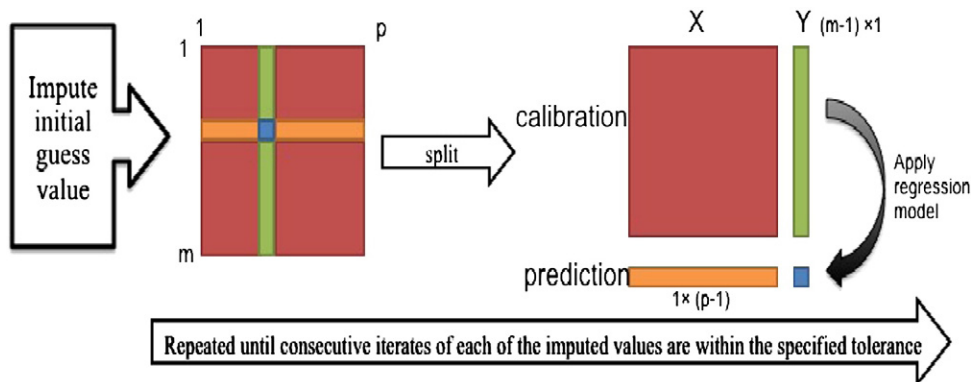 Impute
initial
guess
value
1
p
1
m
split
X
Y (m-1) ×1
calibration
Apply
regression
model
prediction
1× (p-1)
Repeated until consecutive iterates of each of the imputed values are within the specified tolerance